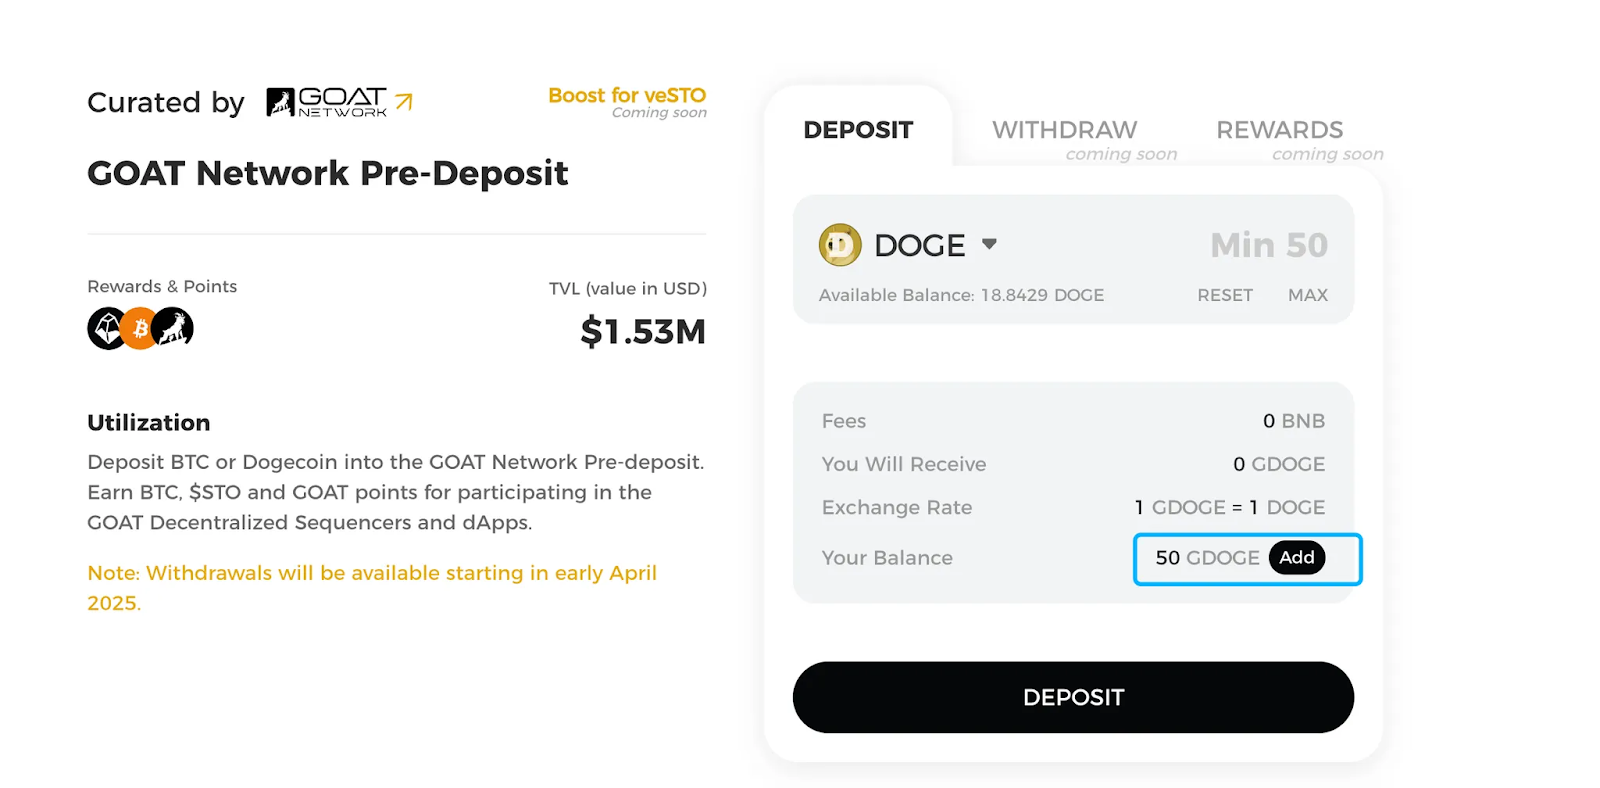 Curated by GOAT NETWORK
Boost for veSTO
Coming soon
GOAT Network Pre-Deposit
Rewards & Points
TVL (value in USD)
$1.53M
Utilization
Deposit BTC or Dogecoin into the GOAT Network Pre-deposit.
Earn BTC, $STO and GOAT points for participating in the
GOAT Decentralized Sequencers and dApps.
Note: Withdrawals will be available starting in early April
2025.
DEPOSIT
WITHDRAW
coming soon
REWARDS
coming soon
DOGE
Min 50
Available Balance: 18.8429 DOGE
RESET
MAX
Fees
0 BNB
You Will Receive
0 GDOGE
Exchange Rate
1 GDOGE = 1 DOGE
Your Balance
50 GDOGE Add
DEPOSIT